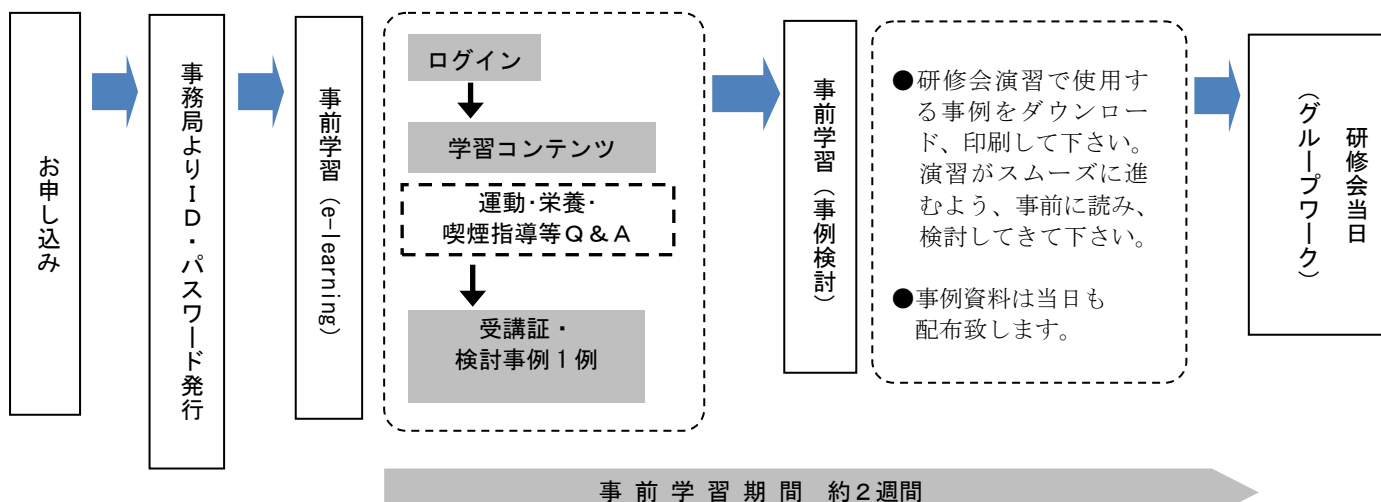 お申し込み
事務局よりＩＤ・パスワード発行
事前学習（e-learning）
ログイン
学習コンテンツ
運動・栄養・
喫煙指導等Ｑ＆Ａ
受講証・
検討事例１例
事前学習（事例検討）
●研修会演習で使用す
る事例をダウンロー
ド、印刷して下さい。
演習がスムーズに進
むよう、事前に読み、
検討してきて下さい。
●事例資料は当日も
配布致します。
研修会当日
（グループワーク）
事前学習期間 約２週間